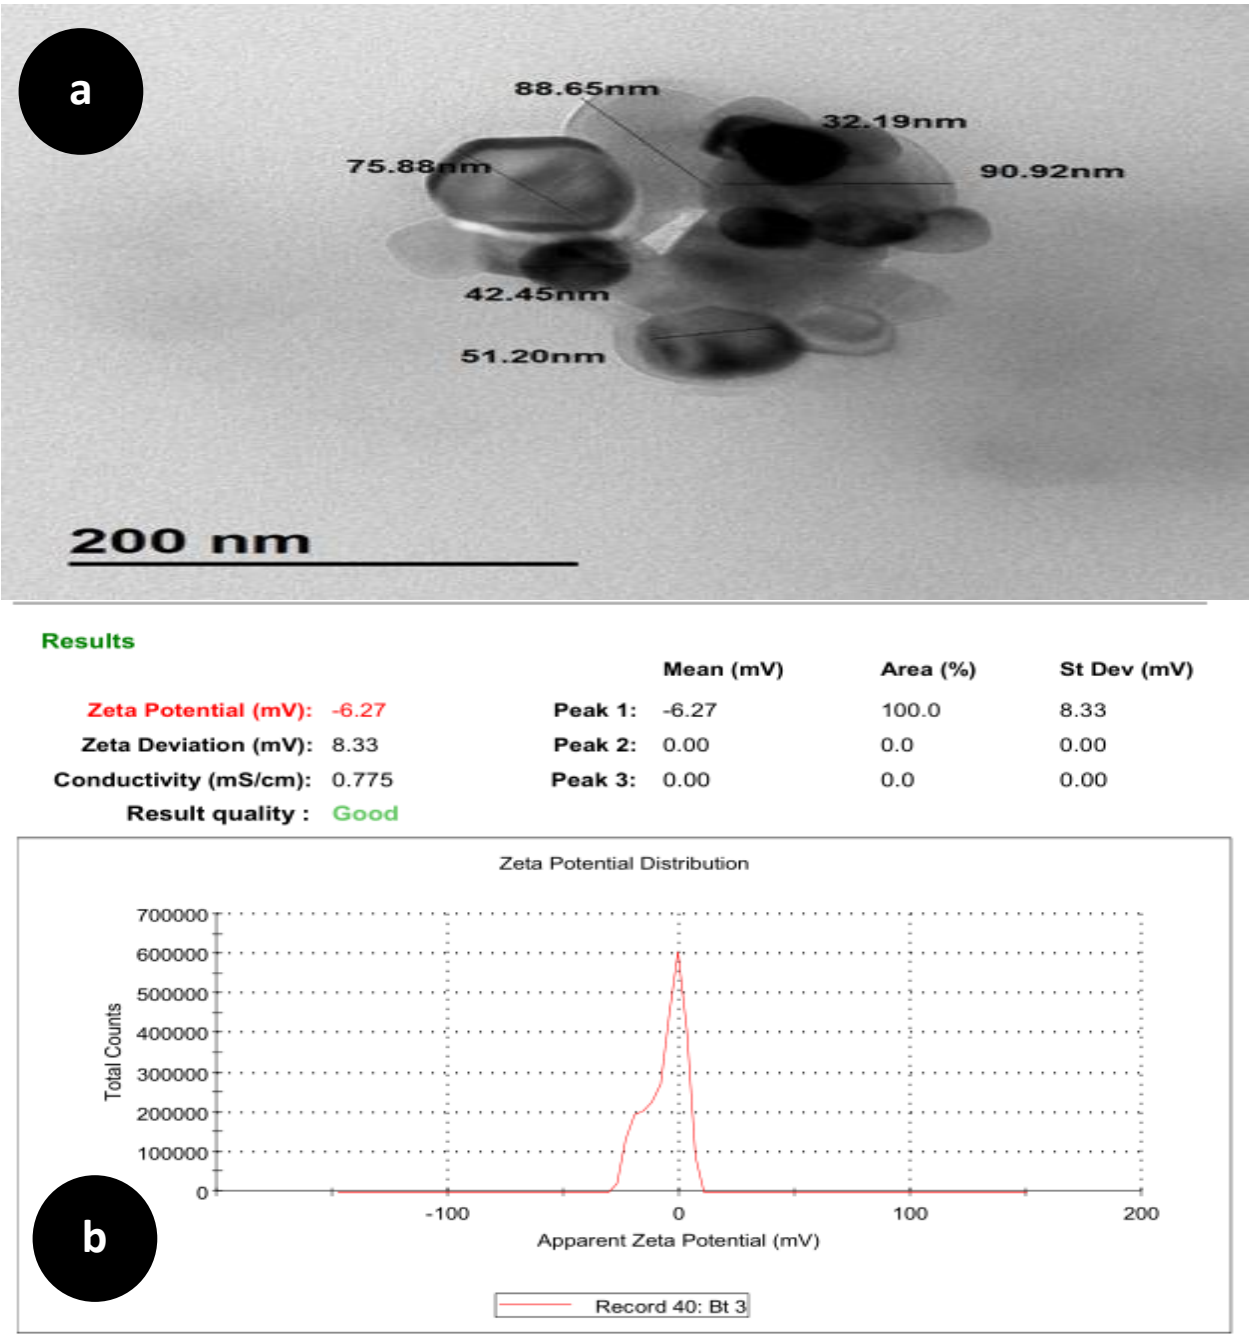 a
88.65nm
32.19nm
75.88nm
90.92nm
42.45nm
51.20nm
200 nm
Results
Mean (mV) Area (%) St Dev (mV)
Zeta Potential (mV): -6.27 Peak 1: -6.27 100.0 8.33
Zeta Deviation (mV): 8.33 Peak 2: 0.00 0.0 0.00
Conductivity (mS/cm): 0.775 Peak 3: 0.00 0.0 0.00
Result quality : Good
Zeta Potential Distribution
700000
600000
500000
400000
300000
200000
100000
0
Total Counts
-100 0 100 200
Apparent Zeta Potential (mV)
b
Record 40: Bt 3